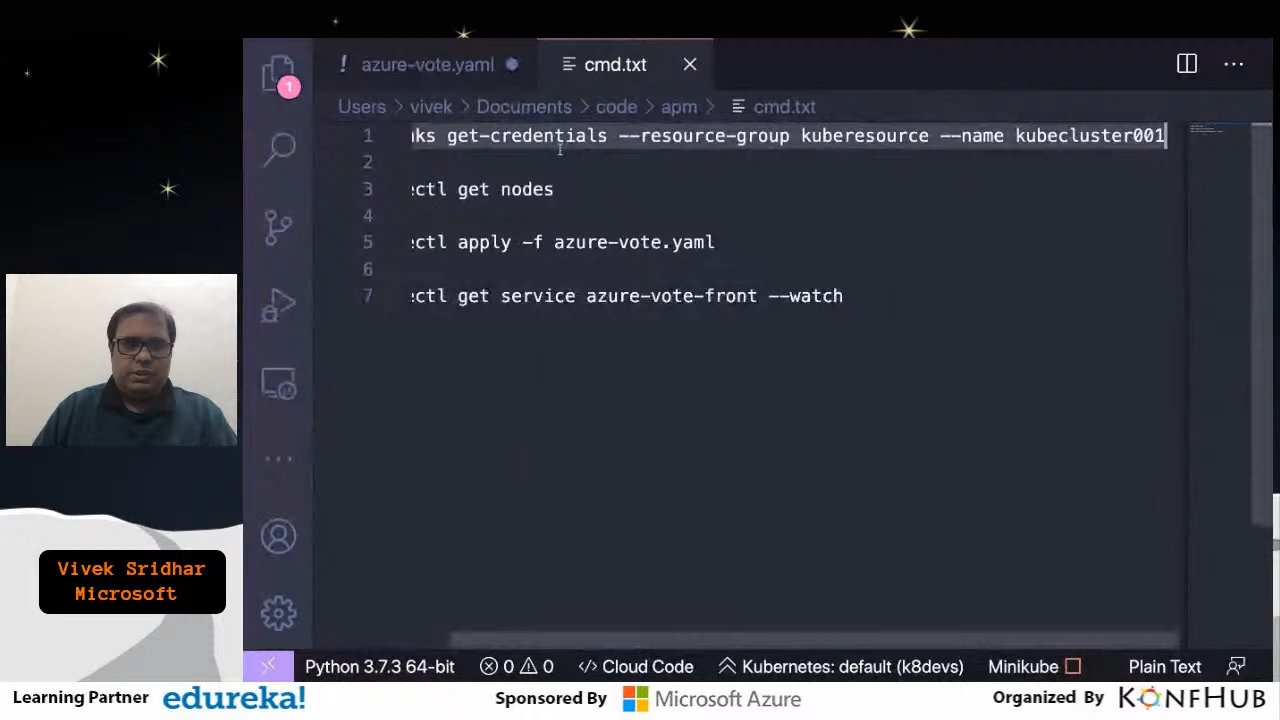 ! azure-vote.yaml
cmd.txt
1
Users > vivek > Documents > code > apm > cmd.txt
1 aks get-credentials --resource-group kuberesource --name kubecluster001
2
3 ctl get nodes
4
5 ctl apply -f azure-vote.yaml
6
7 ctl get service azure-vote-front --watch
Vivek Sridhar
Microsoft
Python 3.7.3 64-bit 0 0 Cloud Code Kubernetes: default (k8devs) Minikube Plain Text
Learning Partner edureka! Sponsored By Microsoft Azure Organized By KONFHUB